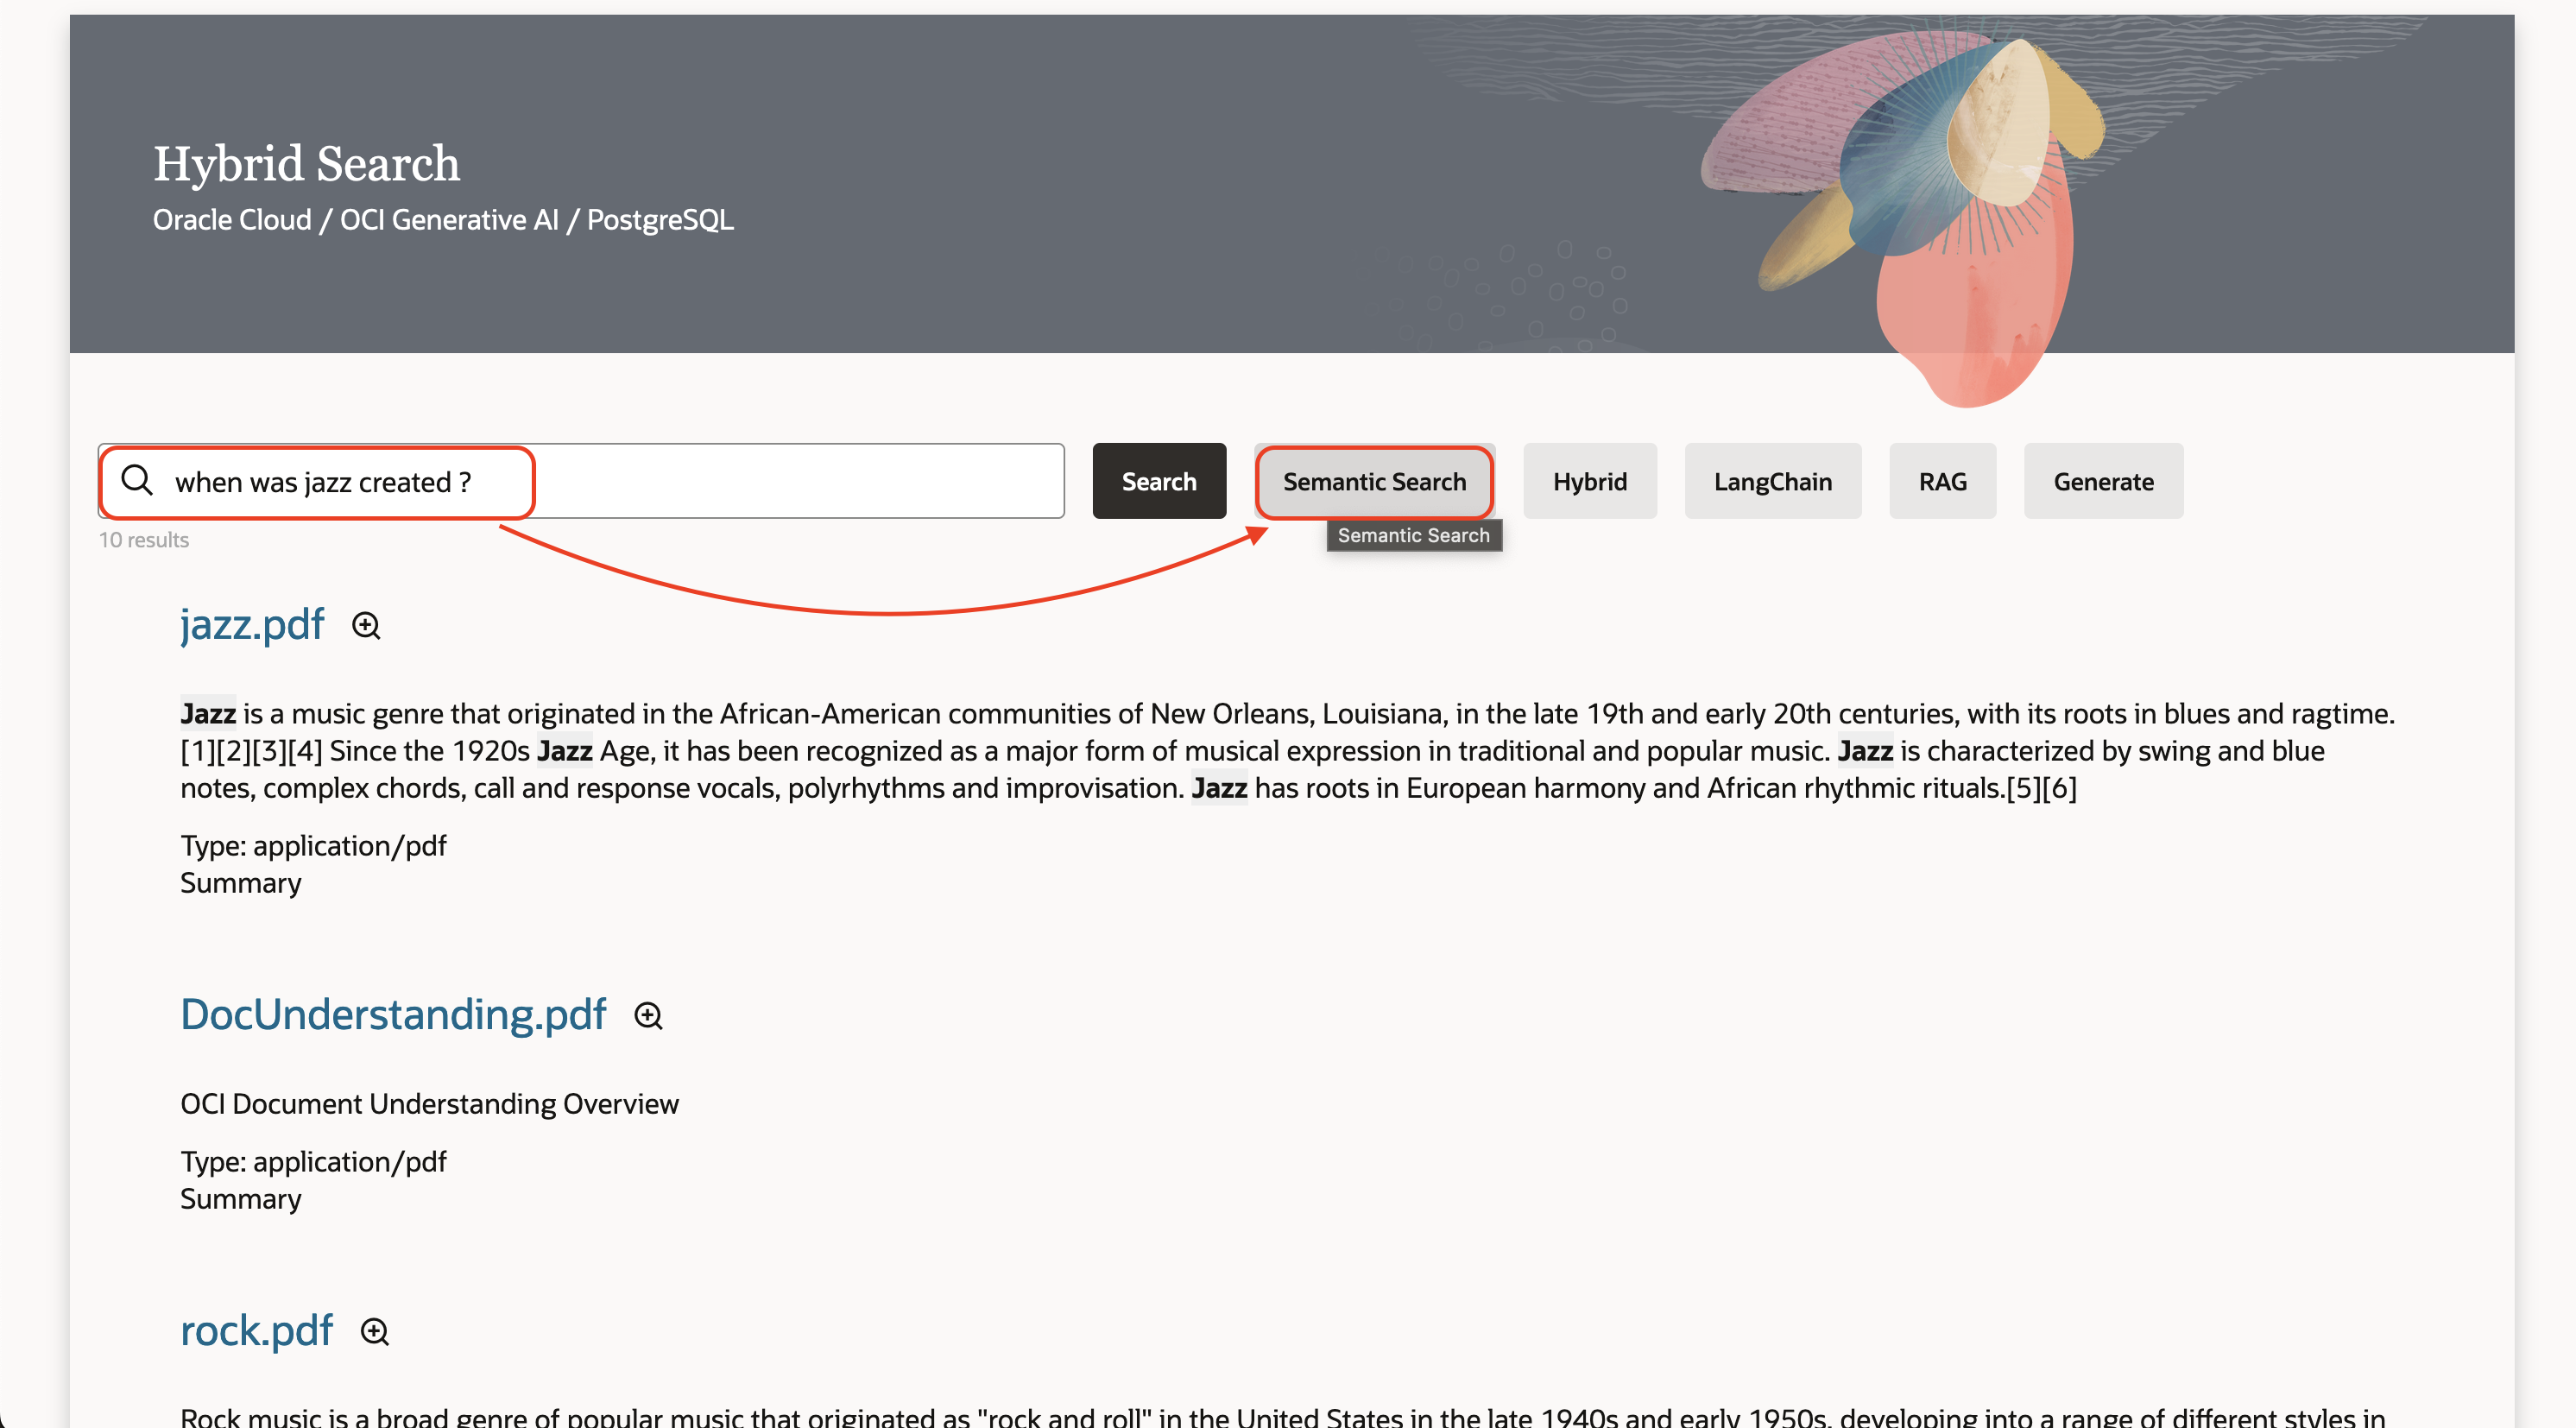 Hybrid Search
Oracle Cloud / OCI Generative AI / PostgreSQL
when was jazz created ?
Search
Semantic Search
Hybrid
LangChain
RAG
Generate
10 results
Semantic Search
jazz.pdf
Jazz is a music genre that originated in the African-American communities of New Orleans, Louisiana, in the late 19th and early 20th centuries, with its roots in blues and ragtime.
[1][2][3][4] Since the 1920s Jazz Age, it has been recognized as a major form of musical expression in traditional and popular music. Jazz is characterized by swing and blue
notes, complex chords, call and response vocals, polyrhythms and improvisation. Jazz has roots in European harmony and African rhythmic rituals.[5][6]
Type: application/pdf
Summary
DocUnderstanding.pdf
OCI Document Understanding Overview
Type: application/pdf
Summary
rock.pdf
Rock music is a broad genre of popular music that originated as "rock and roll" in the United States in the late 1940s and early 1950s, developing into a range of different styles in